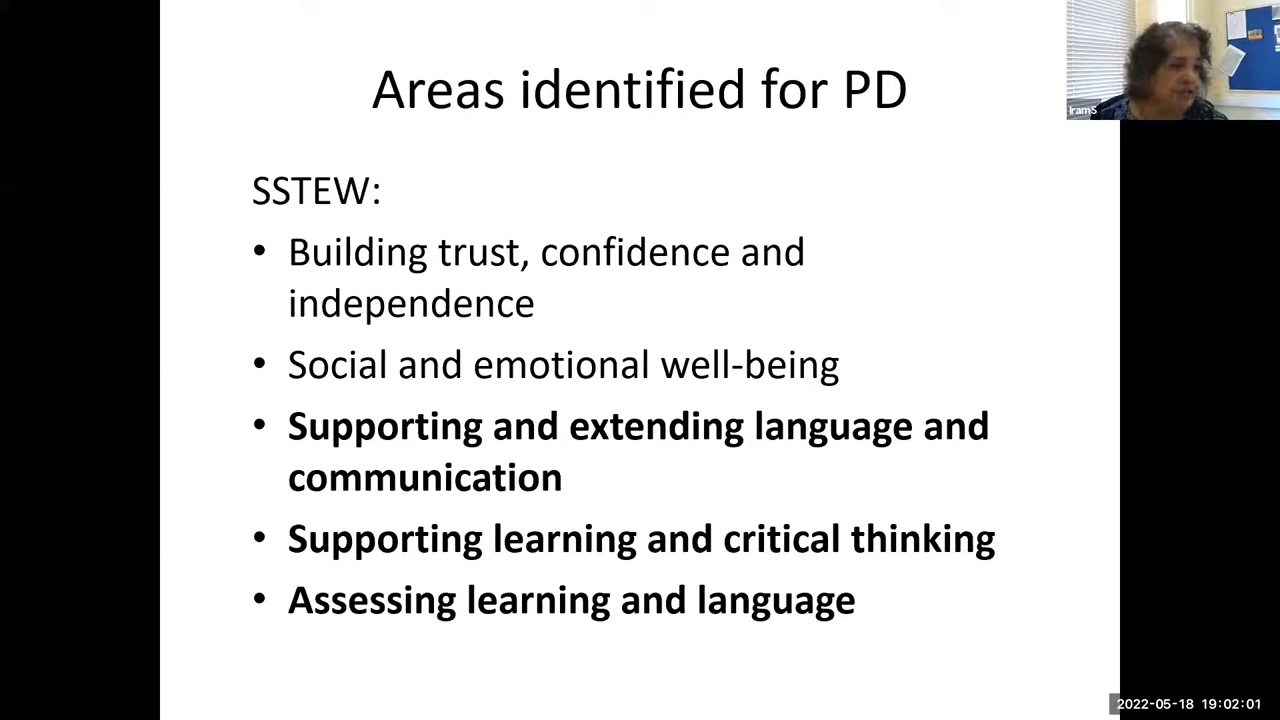 Areas identified for PD
Iram S
SSTEW:
• Building trust, confidence and
independence
• Social and emotional well-being
• Supporting and extending language and
communication
• Supporting learning and critical thinking
• Assessing learning and language
2022-05-18 19:02:01